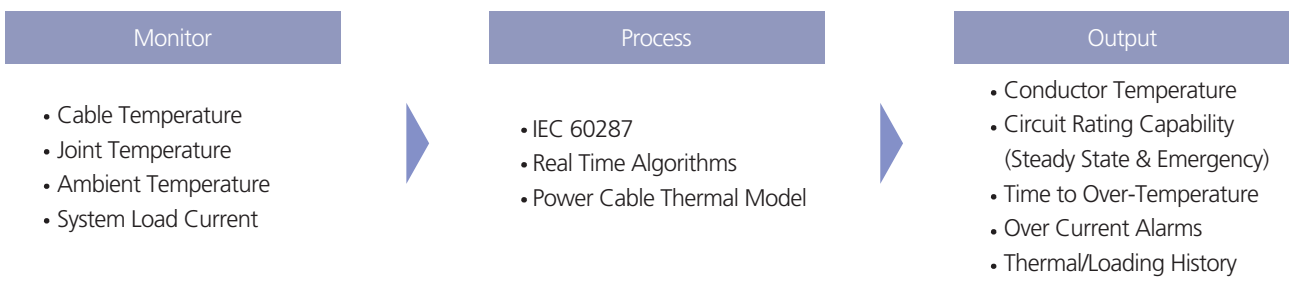 Monitor
• Cable Temperature
• Joint Temperature
• Ambient Temperature
• System Load Current
Process
• IEC 60287
• Real Time Algorithms
• Power Cable Thermal Model
Output
• Conductor Temperature
• Circuit Rating Capability
(Steady State & Emergency)
• Time to Over-Temperature
• Over Current Alarms
• Thermal/Loading History